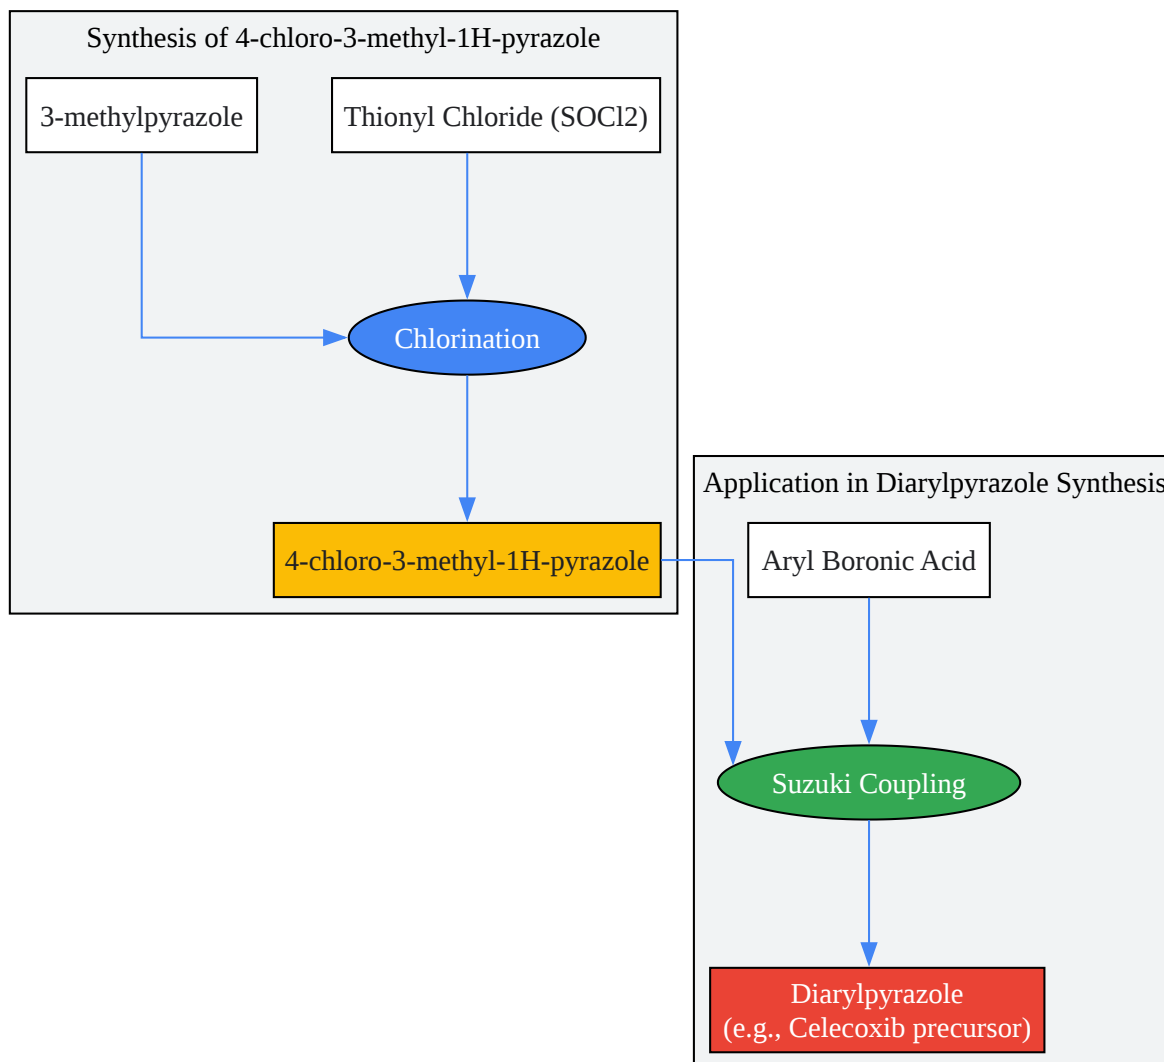 Synthesis of 4-chloro-3-methyl-1H-pyrazole
3-methylpyrazole
Thionyl Chloride (SOCl2)
Chlorination
4-chloro-3-methyl-1H-pyrazole
Application in Diarylpyrazole Synthesis
Aryl Boronic Acid
Suzuki Coupling
Diarylpyrazole
(e.g., Celecoxib precursor)